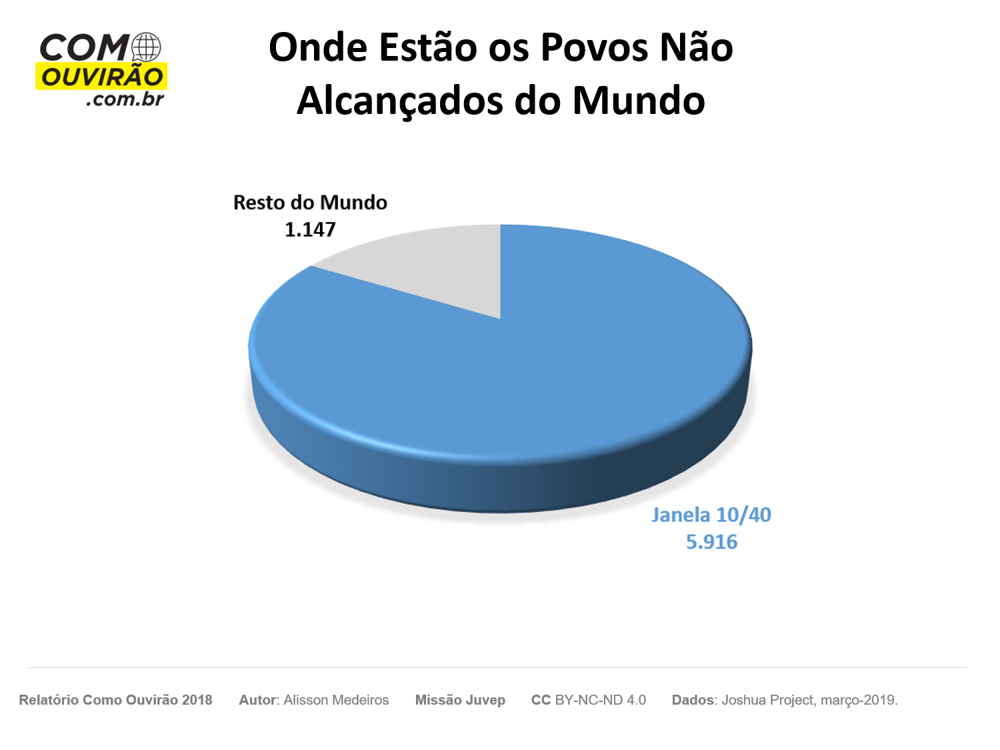 COMO
OUVIRÃO
.com.br
Onde Estão os Povos Não
Alcançados do Mundo
Resto do Mundo
1.147
Janela 10/40
5.916
Relatório Como Ouvirão 2018 Autor: Alisson Medeiros Missão Juvep CC BY-NC-ND 4.0 Dados: Joshua Project, março-2019.